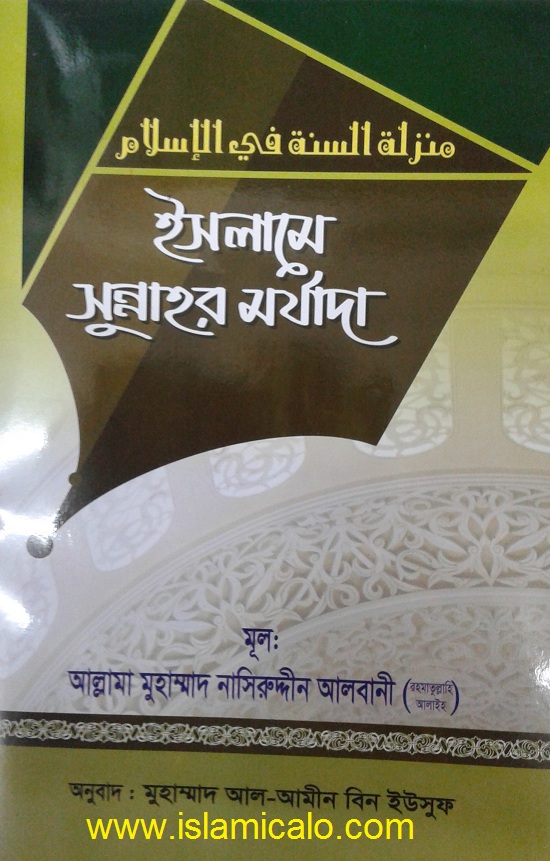 منزلة السنة في الإسلام
ইসলামে
সুন্নাহর মর্যাদা
মূল:
আল্লামা মুহাম্মাদ নাসিরুদ্দীন আলবানী (রহমাতুল্লাহি আলাইহ)
অনুবাদ : মুহাম্মাদ আল-আমীন বিন ইউসুফ
www.islamicalo.com